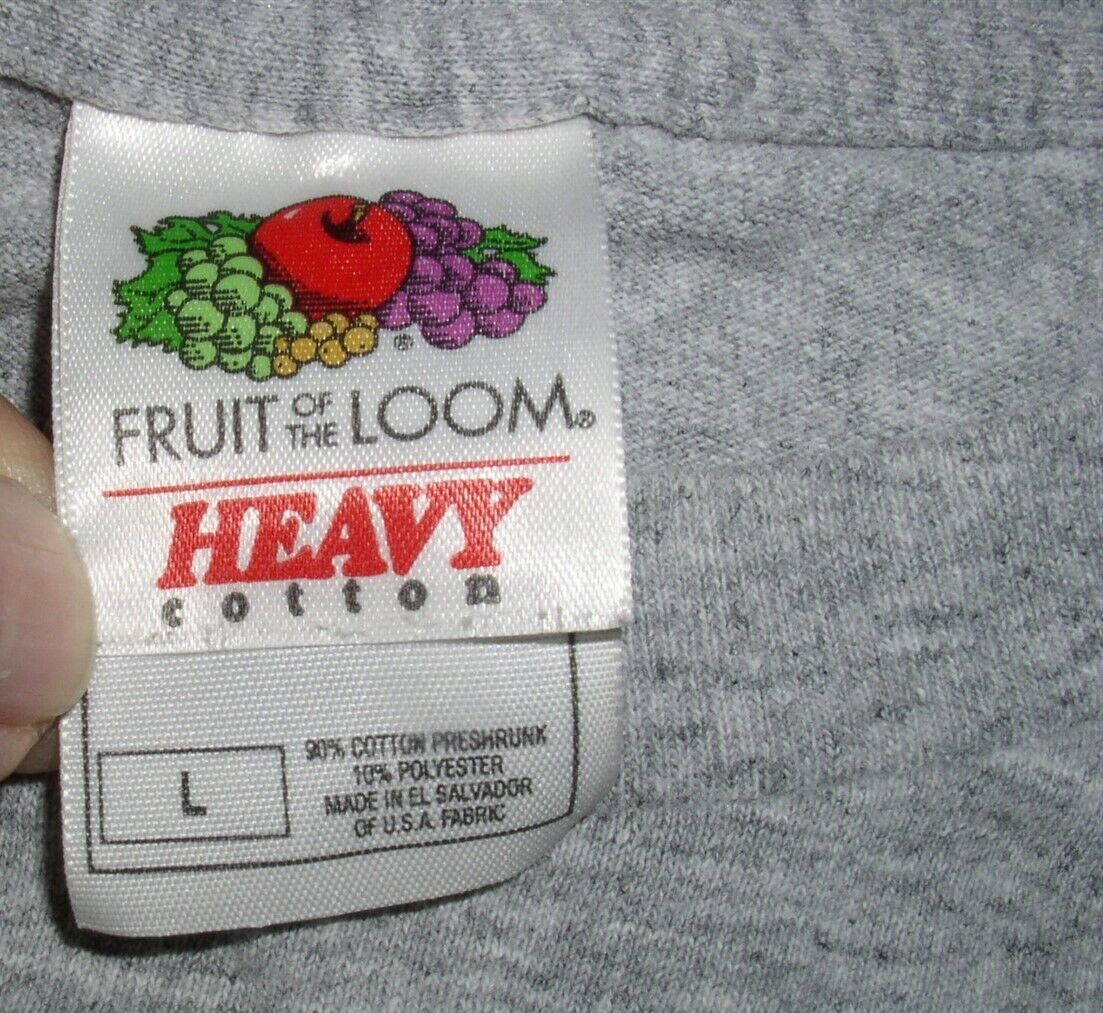 ®
FRUIT OF THE LOOM®
HEAVY
cotton
L
90% COTTON PRESHRUNK
10% POLYESTER
MADE IN EL SALVADOR
OF U.S.A. FABRIC